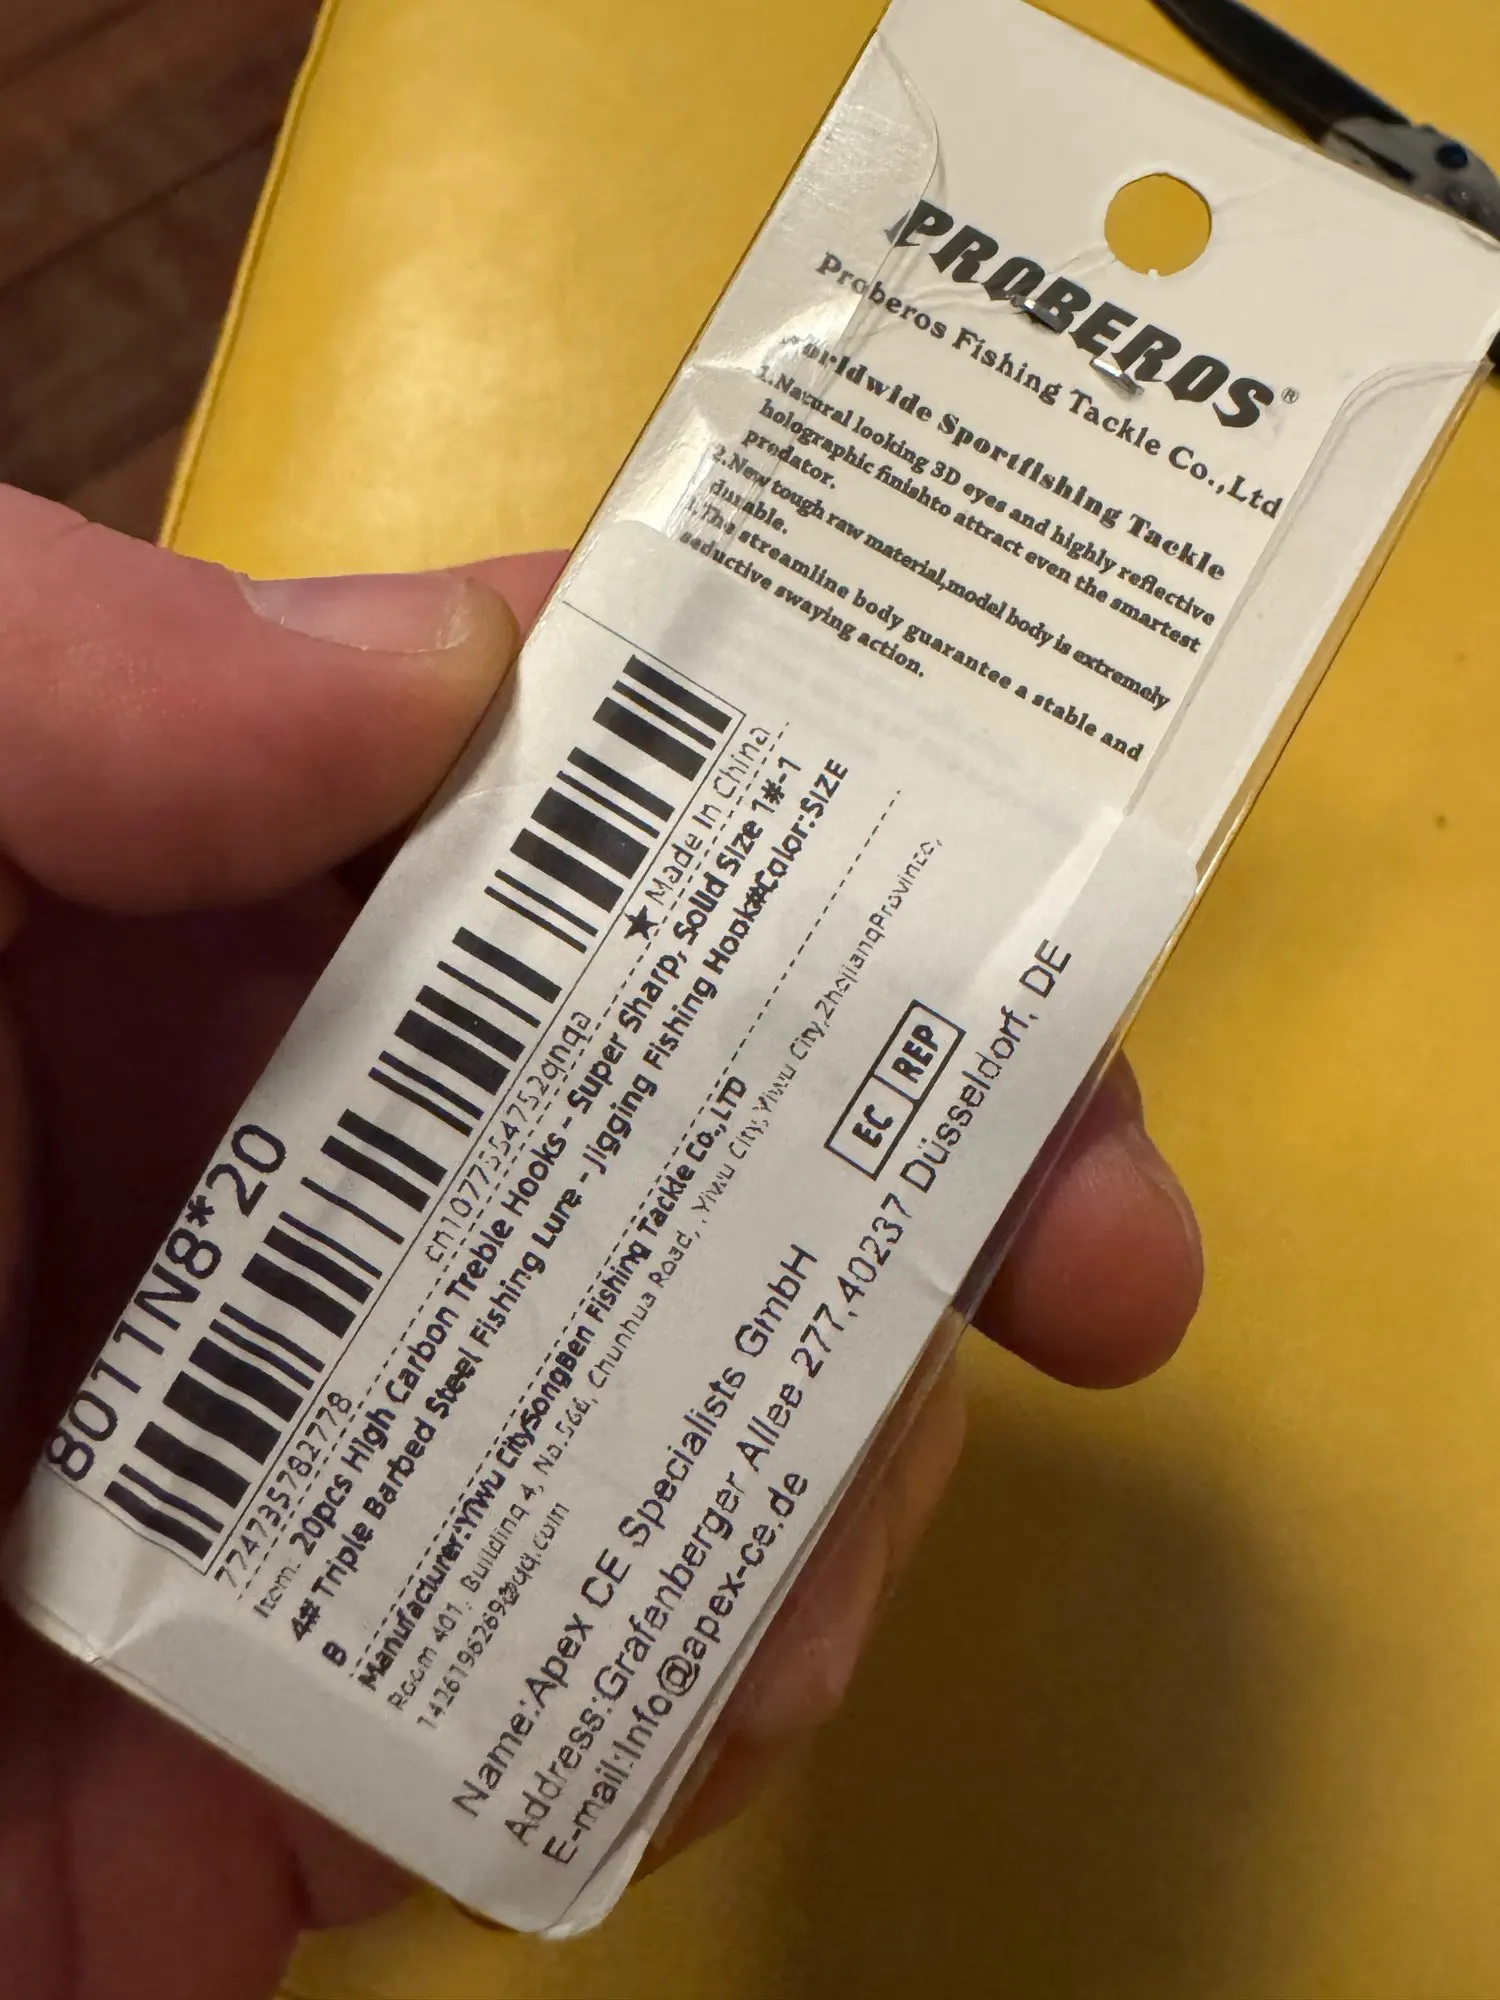 PROBEROS®
Proberos Fishing Tackle Co.,Ltd
Worldwide Sportfishing Tackle
1.Natural looking 3D eyes and highly reflective
holographic finishto attract even the smartest
predator.
2.New tough raw material,model body is extremely
durable.
3.The streamline body guarantee a stable and
seductive swaying action.
8011N8*20
774735782778
★ Made In China
Item: 20pcs High Carbon Treble Hooks - Super Sharp, Solid Size 1#-1
4# Triple Barbed Steel Fishing Lure - Jigging Fishing Hook#Color:SIZE
B
Manufacturer:Yiwu CitySongBen Fishing Tackle Co.,LTD
Room 401, Building 4, No.566, Chunhua Road, ,Yiwu City,Yiwu City,ZhejiangProvince,
1426196269@qq.com
EC REP
Name:Apex CE Specialists GmbH
Address:Grafenberger Allee 277,40237 Düsseldorf, DE
E-mail:Info@apex-ce.de